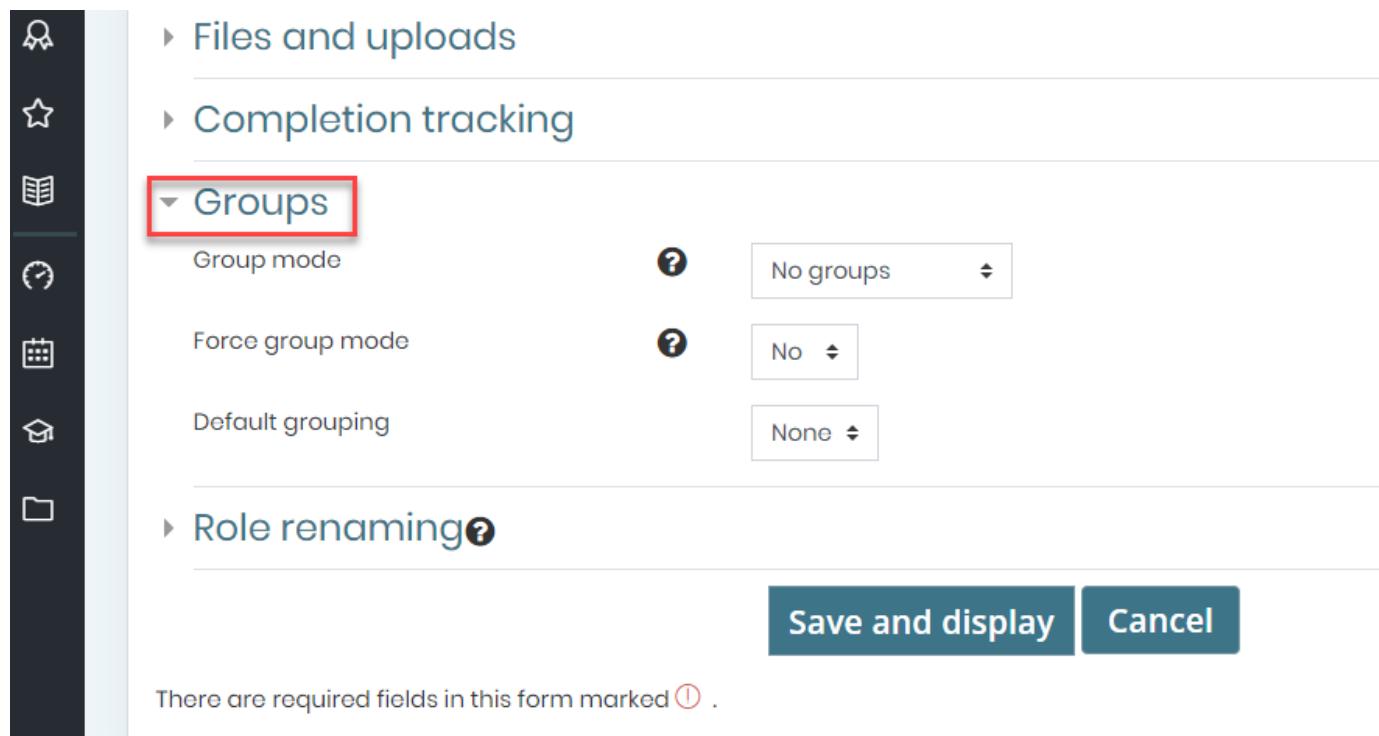 Files and uploads
Completion tracking
Groups
Group mode ? No groups
Force group mode ? No
Default grouping None
Role renaming ?
Save and display Cancel
There are required fields in this form marked ! .